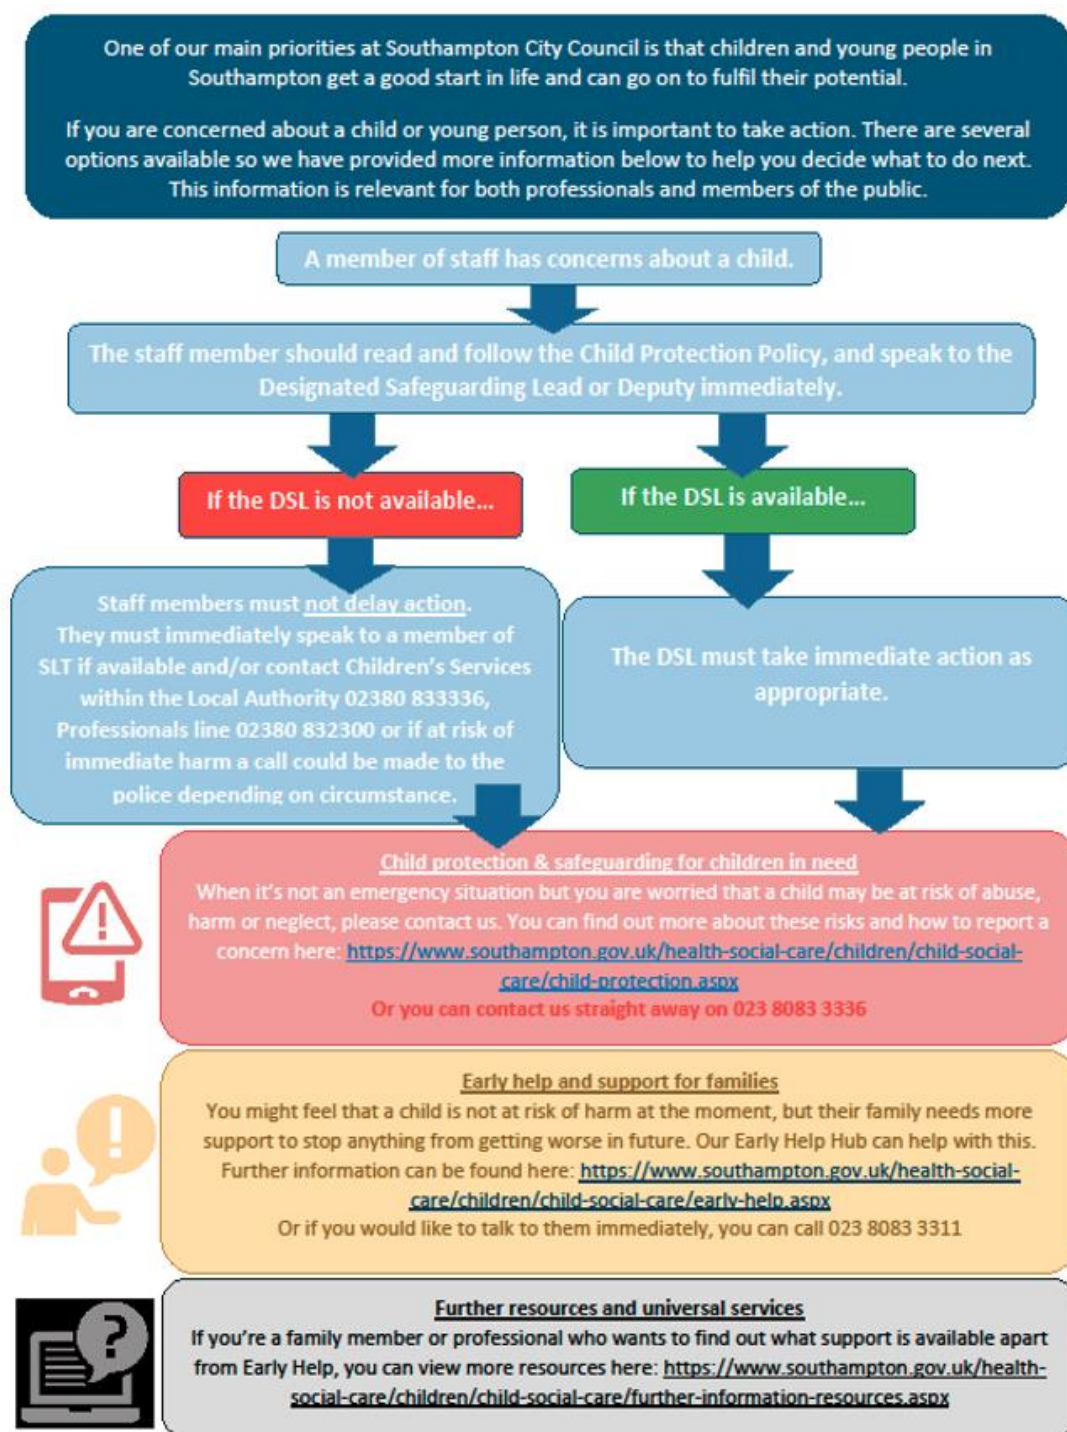 One of our main priorities at Southampton City Council is that children and young people in
Southampton get a good start in life and can go on to fulfil their potential.
If you are concerned about a child or young person, it is important to take action. There are several
options available so we have provided more information below to help you decide what to do next.
This information is relevant for both professionals and members of the public.
A member of staff has concerns about a child.
The staff member should read and follow the Child Protection Policy, and speak to the
Designated Safeguarding Lead or Deputy immediately.
If the DSL is not available...
If the DSL is available...
Staff members must not delay action.
They must immediately speak to a member of
SLT if available and/or contact Children's Services
within the Local Authority 02380 833336,
Professionals line 02380 832300 or if at risk of
immediate harm a call could be made to the
police depending on circumstance.
The DSL must take immediate action as
appropriate.
Child protection & safeguarding for children in need
When it's not an emergency situation but you are worried that a child may be at risk of abuse,
harm or neglect, please contact us. You can find out more about these risks and how to report a
concern here: https://www.southampton.gov.uk/health-social-care/children/child-social-
care/child-protection.aspx
Or you can contact us straight away on 023 8083 3336
Early help and support for families
You might feel that a child is not at risk of harm at the moment, but their family needs more
support to stop anything from getting worse in future. Our Early Help Hub can help with this.
Further information can be found here: https://www.southampton.gov.uk/health-social-
care/children/child-social-care/early-help.aspx
Or if you would like to talk to them immediately, you can call 023 8083 3311
Further resources and universal services
If you're a family member or professional who wants to find out what support is available apart
from Early Help, you can view more resources here: https://www.southampton.gov.uk/health-
social-care/children/child-social-care/further-information-resources.aspx